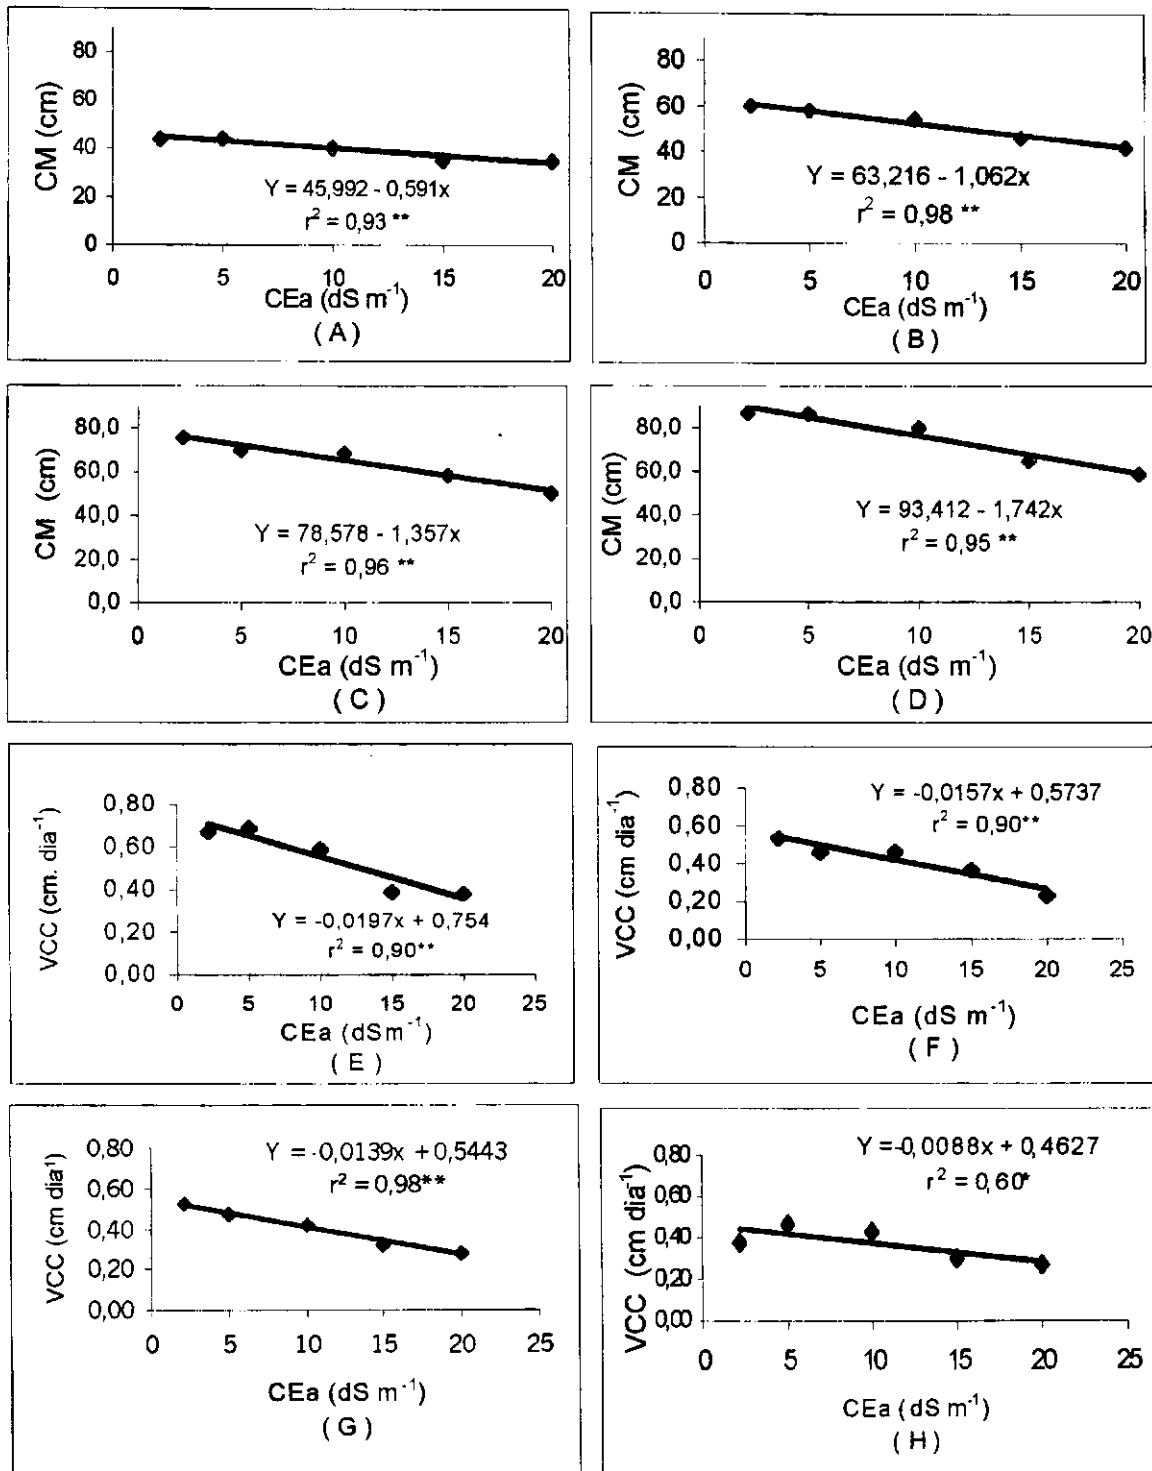 CM (cm)
80
60
40
20
0
Y = 45,992 - 0,591x
r² = 0,93 **
0 5 10 15 20
CEa (dS m⁻¹)
( A )
CM (cm)
80
60
40
20
0
Y = 63,216 - 1,062x
r² = 0,98 **
0 5 10 15 20
CEa (dS m⁻¹)
( B )
CM (cm)
80,0
60,0
40,0
20,0
0,0
Y = 78,578 - 1,357x
r² = 0,96 **
0 5 10 15 20
CEa (dS m⁻¹)
( C )
CM (cm)
80,0
60,0
40,0
20,0
0,0
Y = 93,412 - 1,742x
r² = 0,95 **
0 5 10 15 20
CEa (dS m⁻¹)
( D )
VCC (cm. dia⁻¹)
0,80
0,60
0,40
0,20
0,00
Y = -0,0197x + 0,754
r² = 0,90**
0 5 10 15 20 25
CEa (dS m⁻¹)
( E )
VCC (cm dia⁻¹)
0,80
0,60
0,40
0,20
0,00
Y = -0,0157x + 0,5737
r² = 0,90**
0 5 10 15 20 25
CEa (dS m⁻¹)
( F )
VCC (cm dia¹)
0,80
0,60
0,40
0,20
0,00
Y = -0,0139x + 0,5443
r² = 0,98**
0 5 10 15 20 25
CEa (dS m⁻¹)
( G )
VCC (cm dia⁻¹)
0,80
0,60
0,40
0,20
0,00
Y =-0,0088x + 0,4627
r² = 0,60*
0 5 10 15 20 25
CEa (dS m⁻¹)
( H )